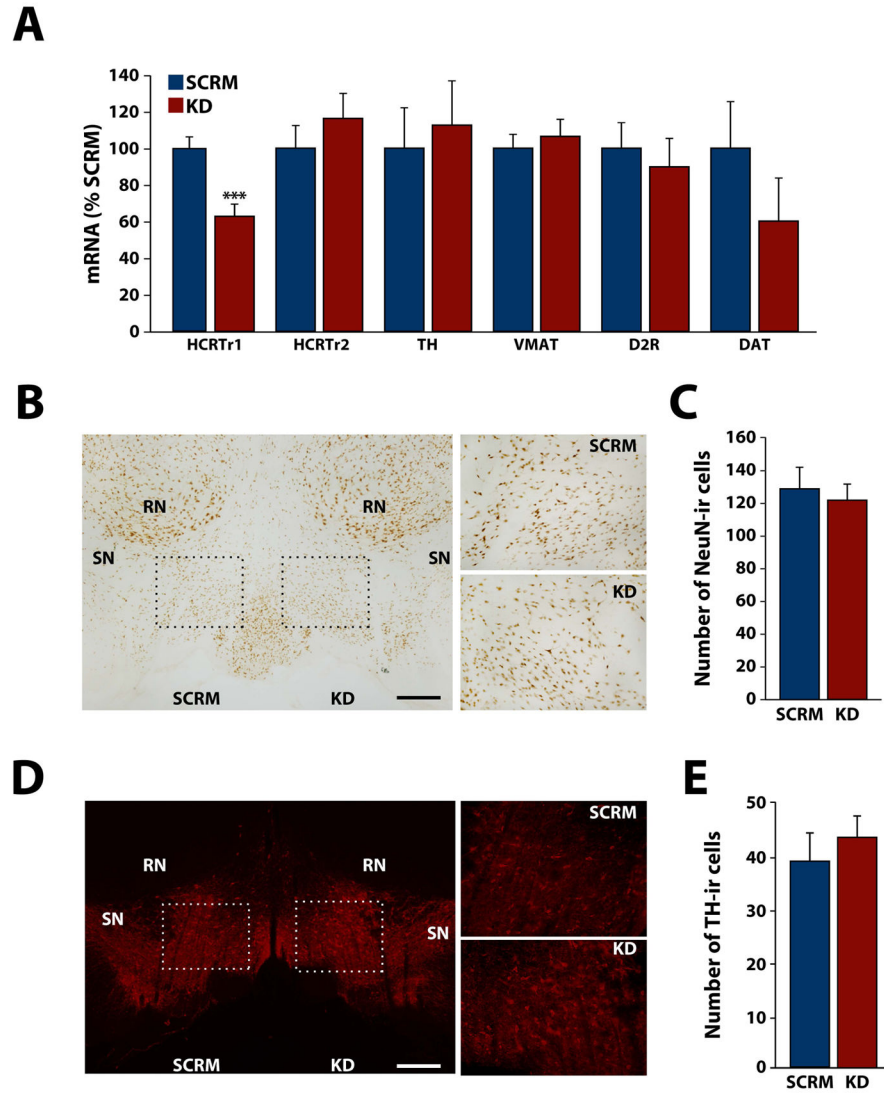 A
mRNA (% SCRM)
140
120
100
80
60
40
20
0
SCRM
KD
***
HCRTr1 HCRTr2 TH VMAT D2R DAT
B
RN RN
SN SN
SCRM KD
SCRM
KD
C
Number of NeuN-ir cells
160
140
120
100
80
60
40
20
0
SCRM KD
D
RN RN
SN SN
SCRM KD
SCRM
KD
E
Number of TH-ir cells
50
40
30
20
10
0
SCRM KD